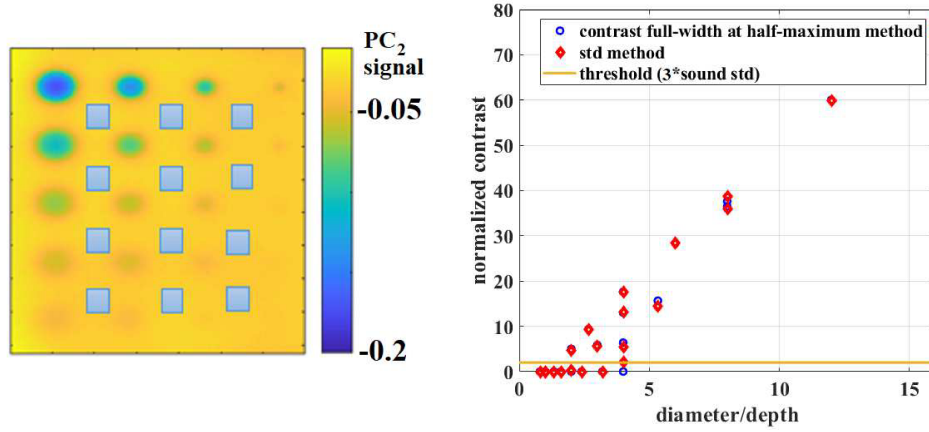 PC2
signal
-0.05
-0.2
80
70
60
50
40
30
20
10
0
normalized contrast
contrast full-width at half-maximum method
std method
threshold (3*sound std)
0 5 10 15
diameter/depth